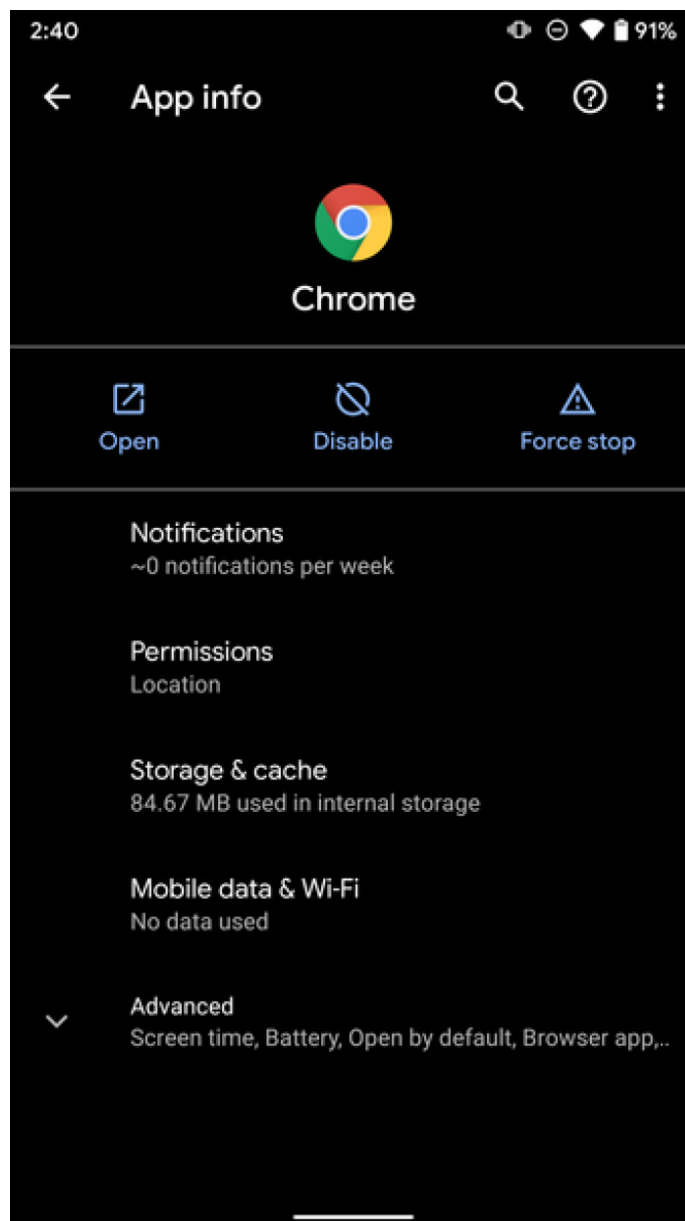 2:40 91%
App info
Chrome
Open Disable Force stop
Notifications
~0 notifications per week
Permissions
Location
Storage & cache
84.67 MB used in internal storage
Mobile data & Wi-Fi
No data used
Advanced
Screen time, Battery, Open by default, Browser app,..